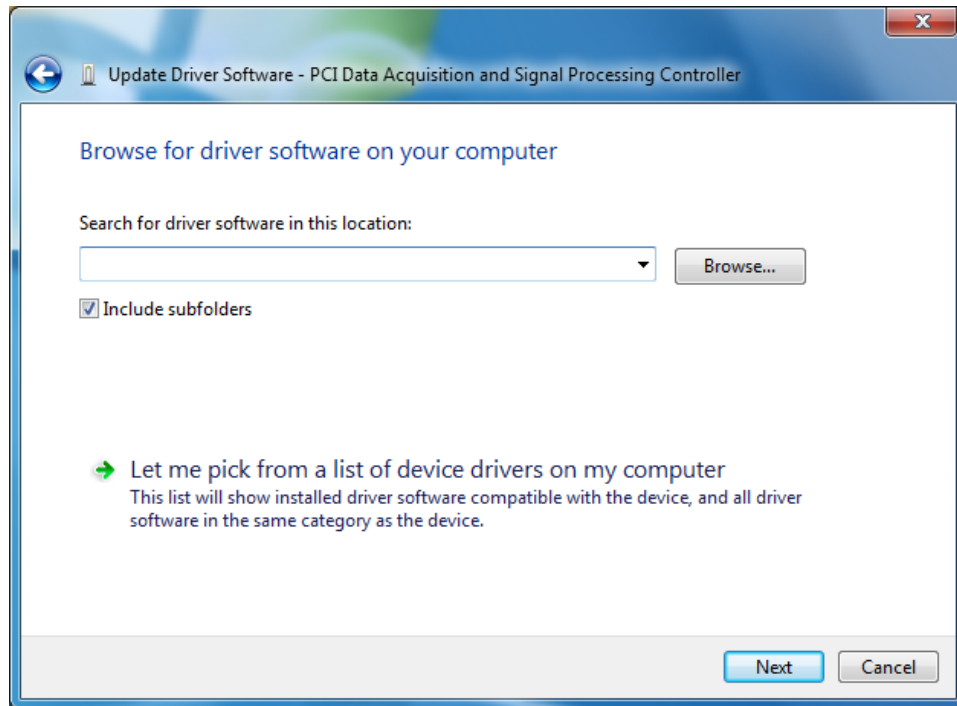 Update Driver Software - PCI Data Acquisition and Signal Processing Controller
Browse for driver software on your computer
Search for driver software in this location:
Browse...
Include subfolders
Let me pick from a list of device drivers on my computer
This list will show installed driver software compatible with the device, and all driver
software in the same category as the device.
Next
Cancel